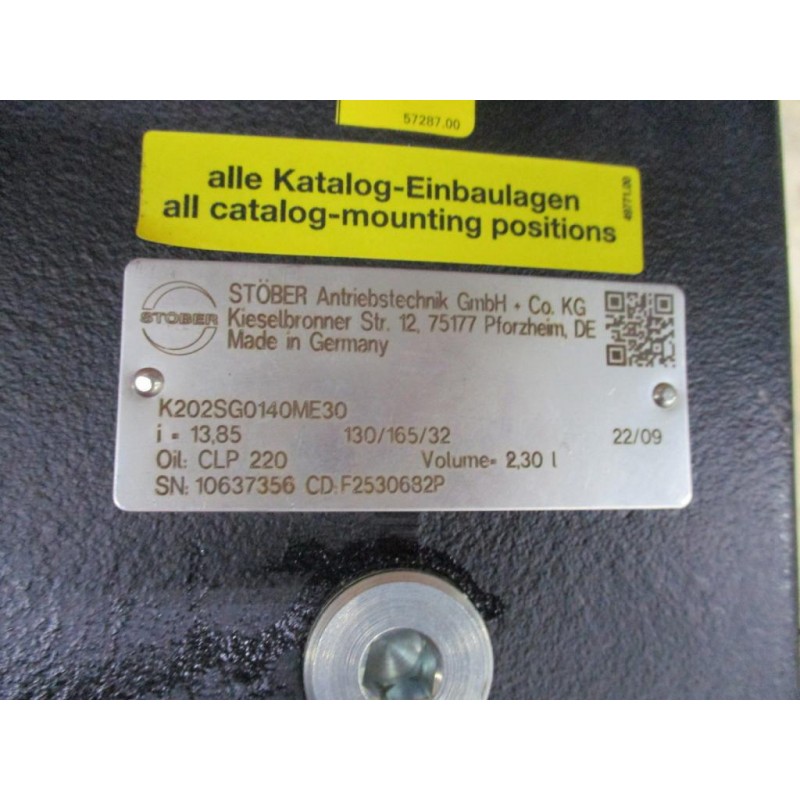 57287.00
alle Katalog-Einbaulagen
all catalog-mounting positions
49771.00
STÖBER
STÖBER Antriebstechnik GmbH + Co. KG
Kieselbronner Str. 12, 75177 Pforzheim, DE
Made in Germany
K202SG0140ME30
i = 13,85 130/165/32 22/09
Oil: CLP 220 Volume= 2,30 l
SN: 10637356 CD: F2530682P